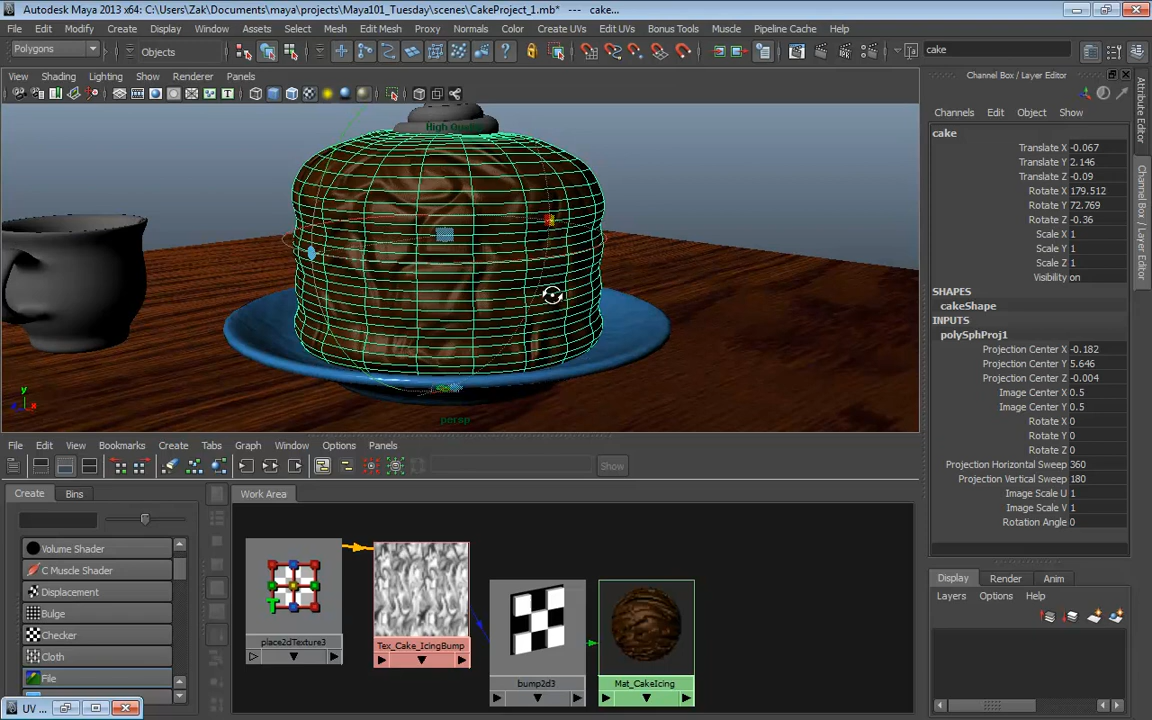 Autodesk Maya 2013 x64: C:\Users\Zak\Documents\maya\projects\Maya101_Tuesday\scenes\CakeProject_1.mb* --- cake...
File Edit Modify Create Display Window Assets Select Mesh Edit Mesh Proxy Normals Color Create UVs Edit UVs Bonus Tools Muscle Pipeline Cache Help
Polygons Objects cake
View Shading Lighting Show Renderer Panels
Channel Box / Layer Editor
Channels Edit Object Show
Attribute Editor
Channel Box / Layer Editor
High Qu
cake
Translate X -0.067
Translate Y 2.146
Translate Z -0.09
Rotate X 179.512
Rotate Y 72.769
Rotate Z -0.36
Scale X 1
Scale Y 1
Scale Z 1
Visibility on
SHAPES
cakeShape
INPUTS
polySphProj1
Projection Center X -0.182
Projection Center Y 5.646
Projection Center Z -0.004
Image Center X 0.5
Image Center Y 0.5
Rotate X 0
Rotate Y 0
Rotate Z 0
Projection Horizontal Sweep 360
Projection Vertical Sweep 180
Image Scale U 1
Image Scale V 1
Rotation Angle 0
y
z x
persp
File Edit View Bookmarks Create Tabs Graph Window Options Panels
Show
Create Bins
Work Area
Volume Shader
C Muscle Shader
Displacement
Bulge
Checker
Cloth
File
place2dTexture3
Tex_Cake_IcingBump
bump2d3
Mat_CakeIcing
Display Render Anim
Layers Options Help
UV ...